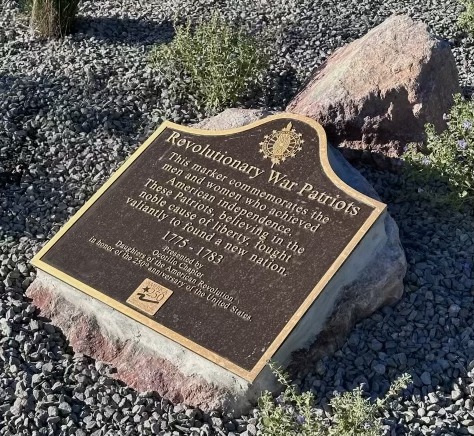 Revolutionary War Patriots
This marker commemorates the
men and women who achieved
American independence.
These Patriots, believing in the
noble cause of liberty, fought
valiantly to found a new nation.
1775 - 1783
Presented by
Ocotillo Chapter
Daughters of the American Revolution
In honor of the 250th anniversary of the United States.
250